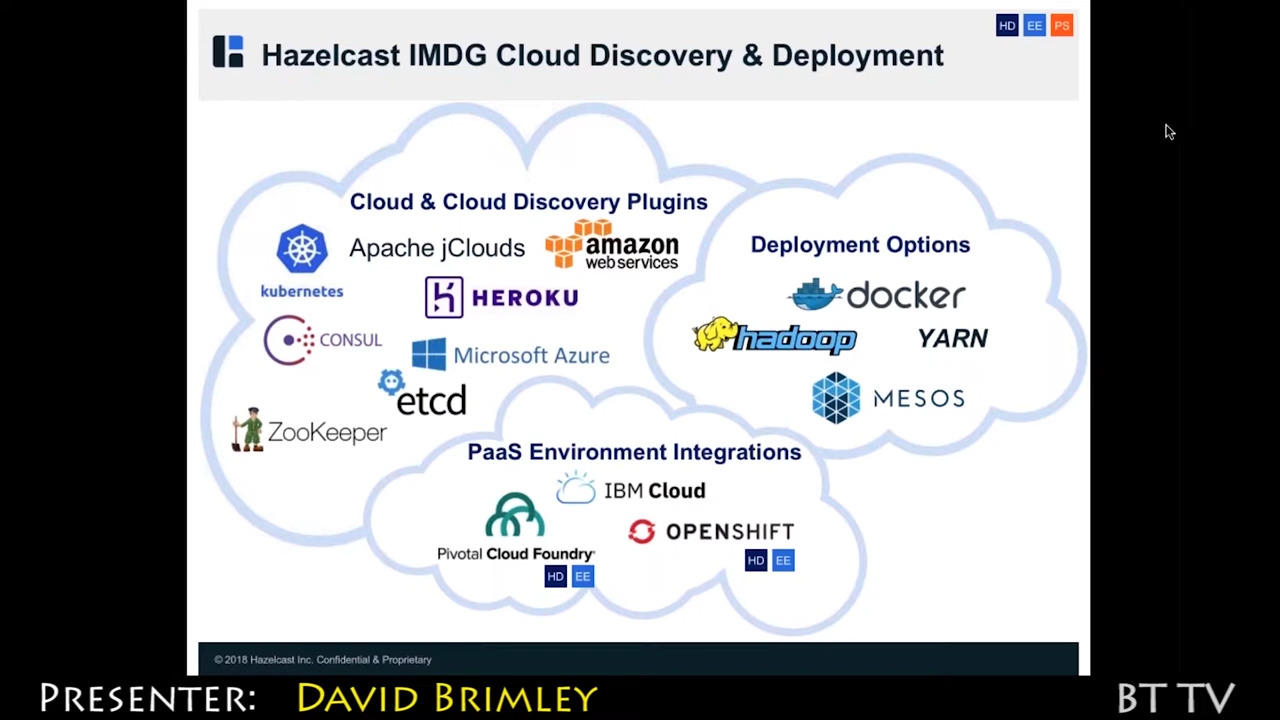 HD EE PS
Hazelcast IMDG Cloud Discovery & Deployment
Cloud & Cloud Discovery Plugins
kubernetes
Apache jClouds
amazon
web services
HEROKU
CONSUL
Microsoft Azure
etcd
ZooKeeper
Deployment Options
docker
hadoop
YARN
MESOS
PaaS Environment Integrations
IBM Cloud
Pivotal Cloud Foundry
HD EE
OPENSHIFT
HD EE
© 2018 Hazelcast Inc. Confidential & Proprietary
PRESENTER: DAVID BRIMLEY
BT TV